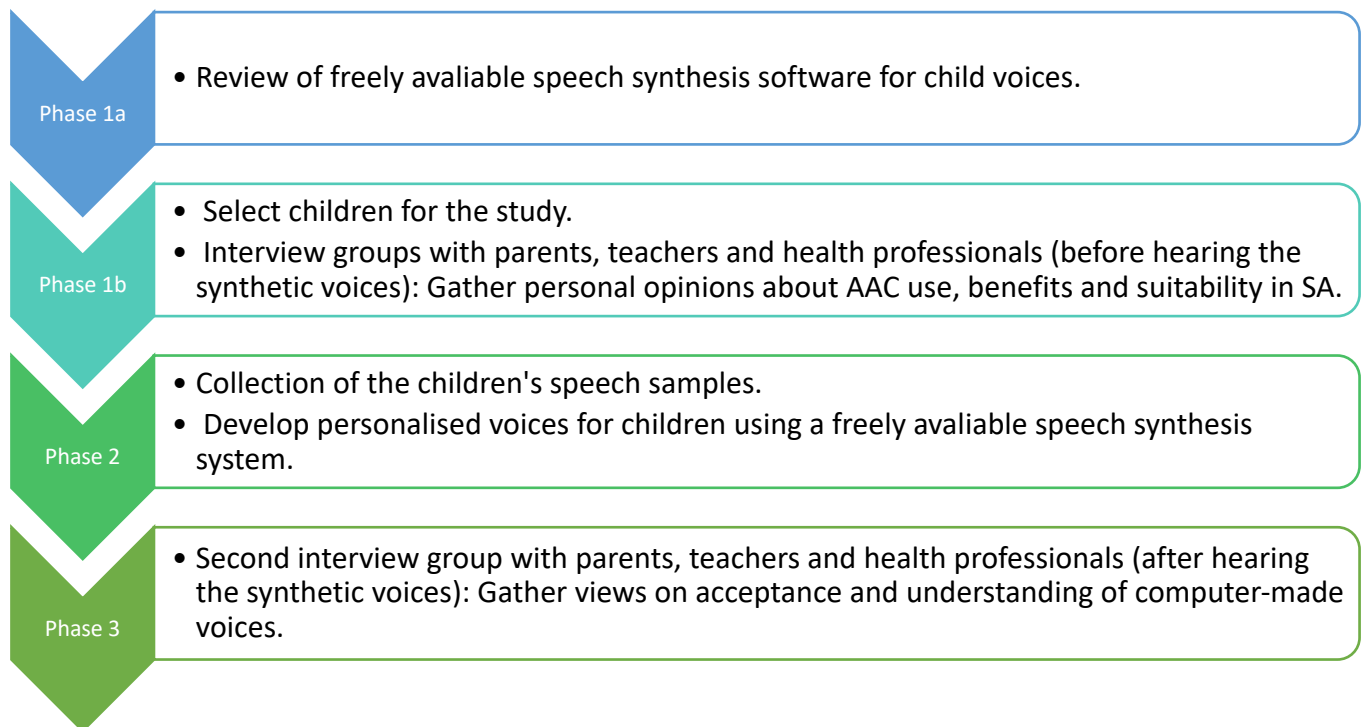 Phase 1a
• Review of freely avaliable speech synthesis software for child voices.
Phase 1b
• Select children for the study.
• Interview groups with parents, teachers and health professionals (before hearing the
synthetic voices): Gather personal opinions about AAC use, benefits and suitability in SA.
Phase 2
• Collection of the children's speech samples.
• Develop personalised voices for children using a freely avaliable speech synthesis
system.
Phase 3
• Second interview group with parents, teachers and health professionals (after hearing
the synthetic voices): Gather views on acceptance and understanding of computer-made
voices.